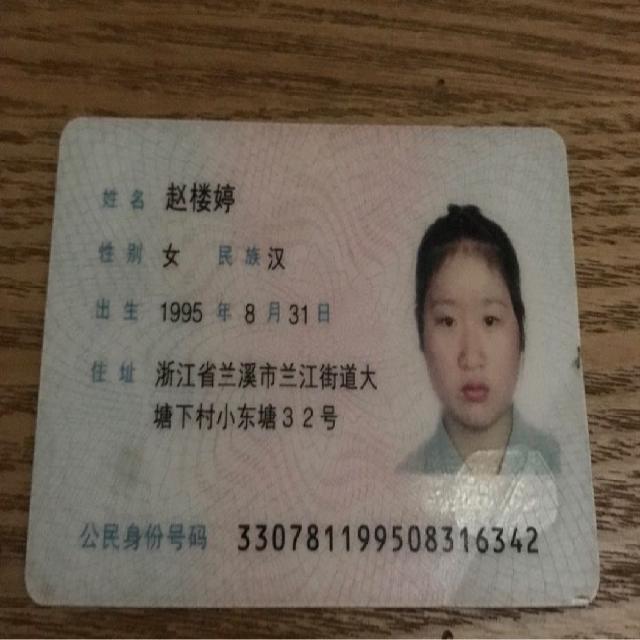 姓名 赵楼婷
性别 女 民族 汉
出生 1995 年 8 月 31 日
住址 浙江省兰溪市兰江街道大
塘下村小东塘32号
公民身份号码 330781199508316342